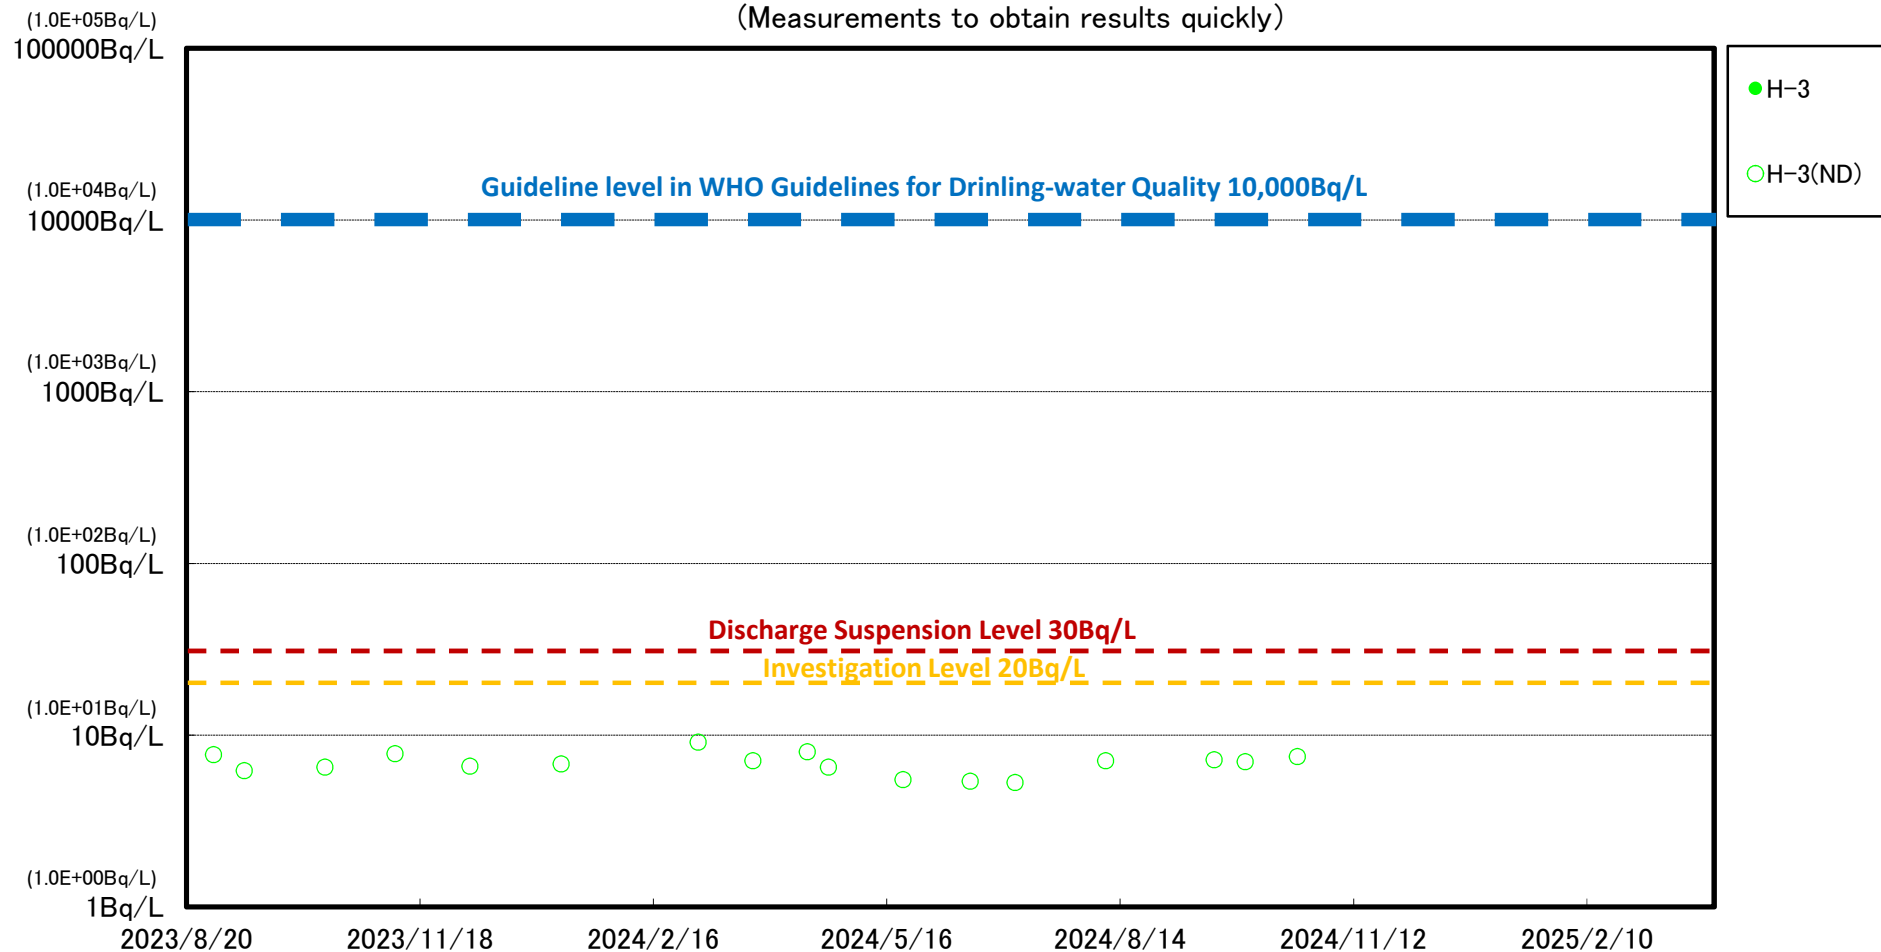 (Measurements to obtain results quickly)
(1.0E+05Bq/L)
100000Bq/L
H-3
H-3(ND)
(1.0E+04Bq/L)
10000Bq/L
Guideline level in WHO Guidelines for Drinling-water Quality 10,000Bq/L
(1.0E+03Bq/L)
1000Bq/L
(1.0E+02Bq/L)
100Bq/L
Discharge Suspension Level 30Bq/L
Investigation Level 20Bq/L
(1.0E+01Bq/L)
10Bq/L
(1.0E+00Bq/L)
1Bq/L
2023/8/20 2023/11/18 2024/2/16 2024/5/16 2024/8/14 2024/11/12 2025/2/10